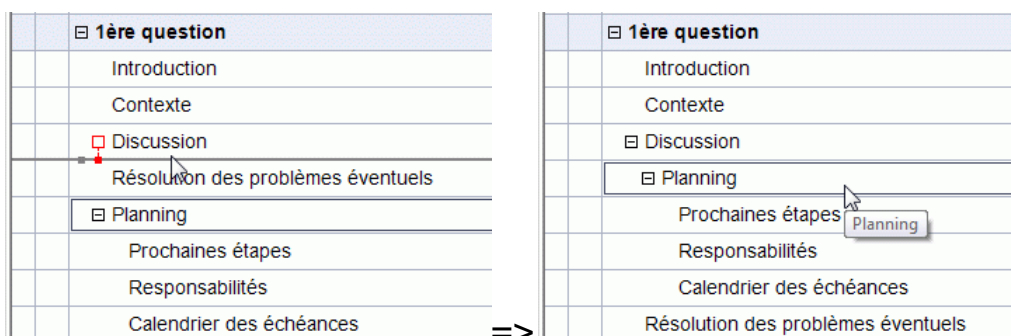 1ère question
Introduction
Contexte
Discussion
Résolution des problèmes éventuels
Planning
Prochaines étapes
Responsabilités
Calendrier des échéances
=>
1ère question
Introduction
Contexte
Discussion
Planning
Prochaines étapes
Planning
Responsabilités
Calendrier des échéances
Résolution des problèmes éventuels